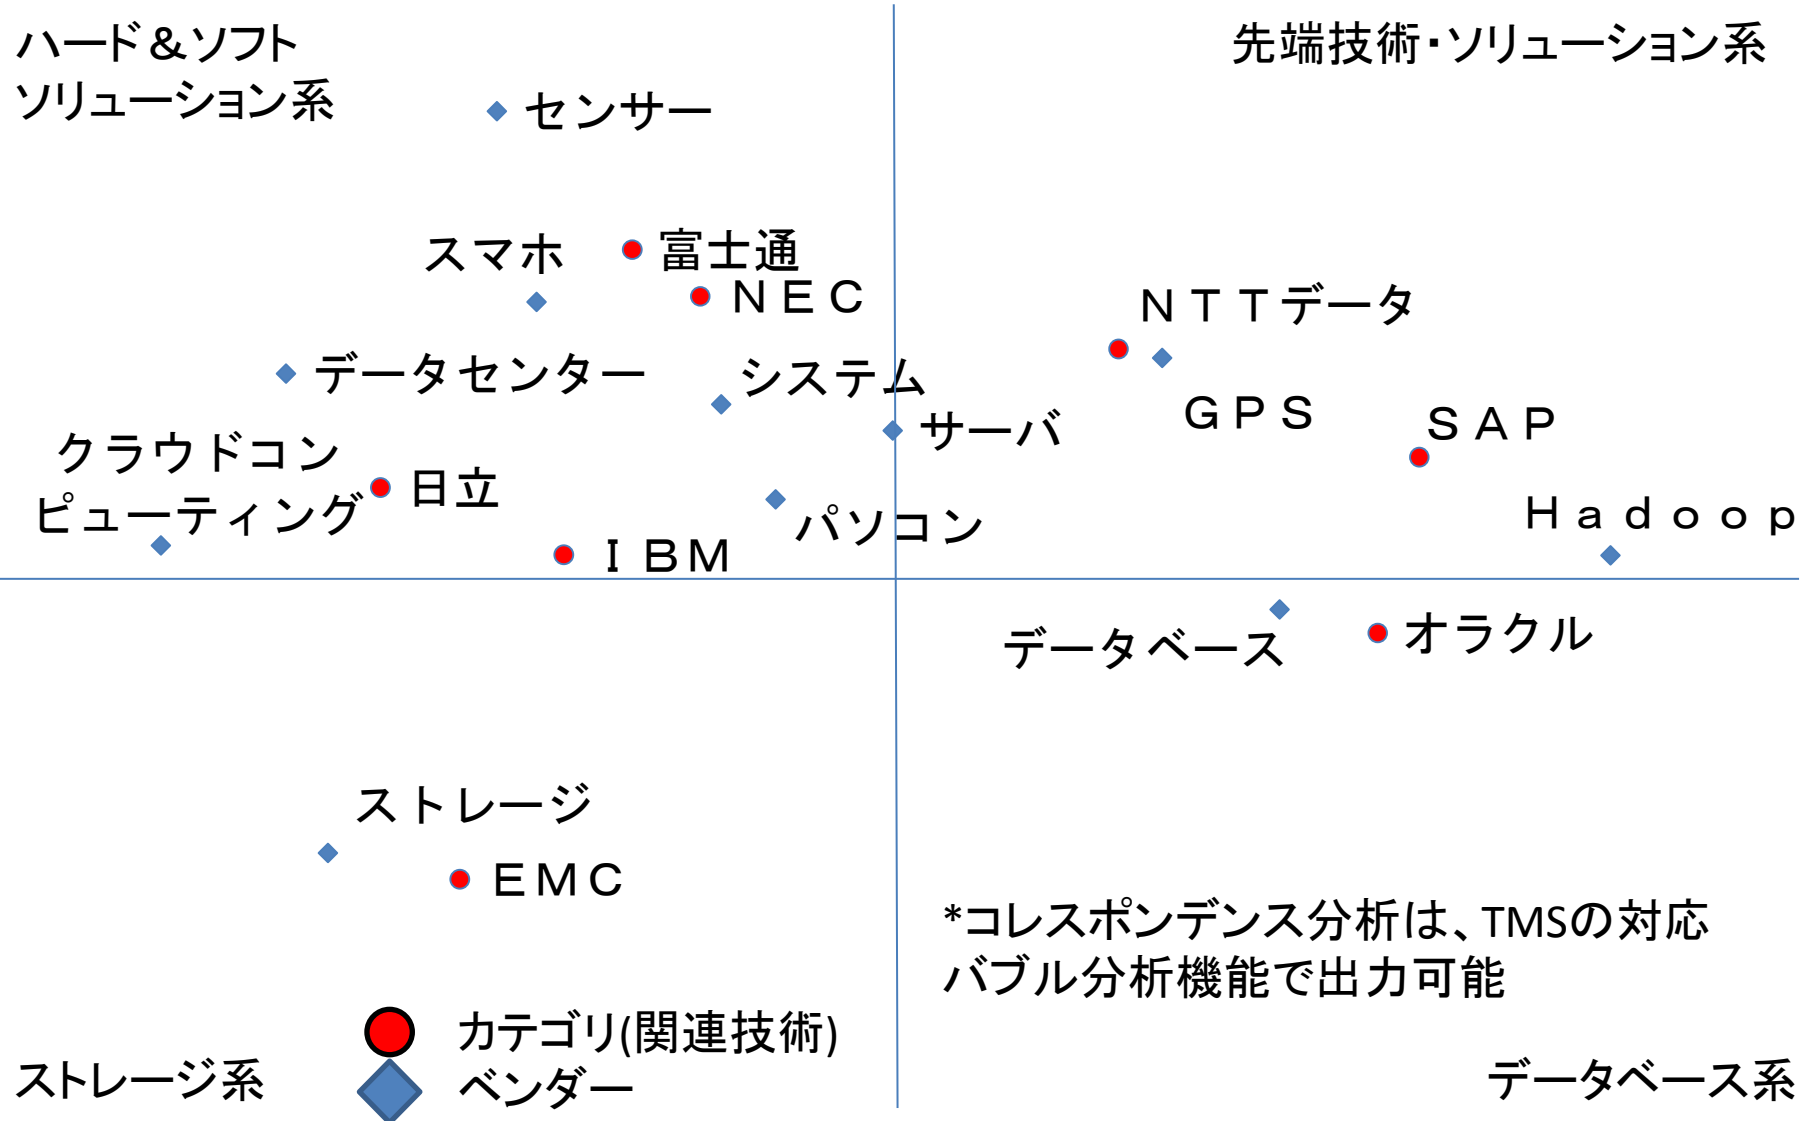 ハード＆ソフト
ソリューション系
先端技術・ソリューション系
センサー
スマホ
富士通
ＮＥＣ
ＮＴＴデータ
データセンター
システム
サーバ
ＧＰＳ
ＳＡＰ
クラウドコン
ピューティング
日立
パソコン
Ｈａｄｏｏｐ
ＩＢＭ
データベース
オラクル
ストレージ
ＥＭＣ
*コレスポンデンス分析は、TMSの対応
バブル分析機能で出力可能
カテゴリ(関連技術)
ベンダー
ストレージ系
データベース系